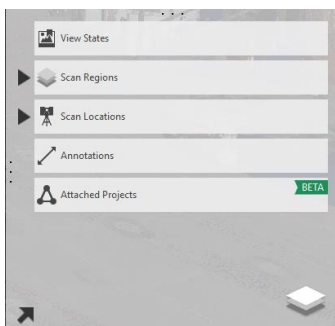 View States
Scan Regions
Scan Locations
Annotations
Attached Projects
BETA